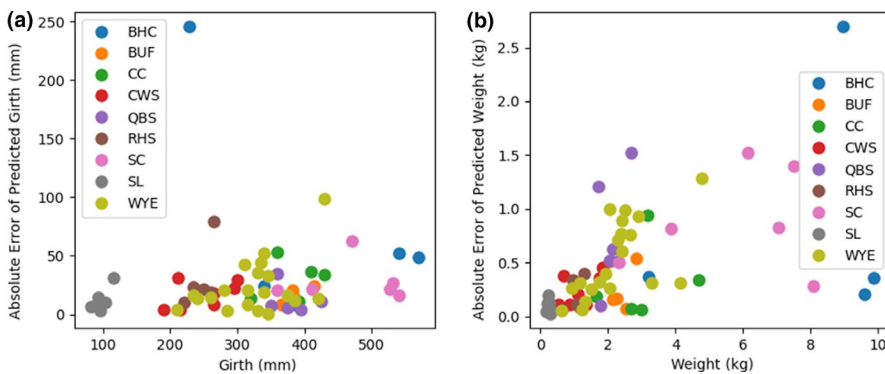 (a)
250
200
150
100
50
0
100 200 300 400 500
Girth (mm)
Absolute Error of Predicted Girth (mm)
BHC
BUF
CC
CWS
QBS
RHS
SC
SL
WYE
(b)
2.5
2.0
1.5
1.0
0.5
0.0
0 2 4 6 8 10
Weight (kg)
Absolute Error of Predicted Weight (kg)
BHC
BUF
CC
CWS
QBS
RHS
SC
SL
WYE